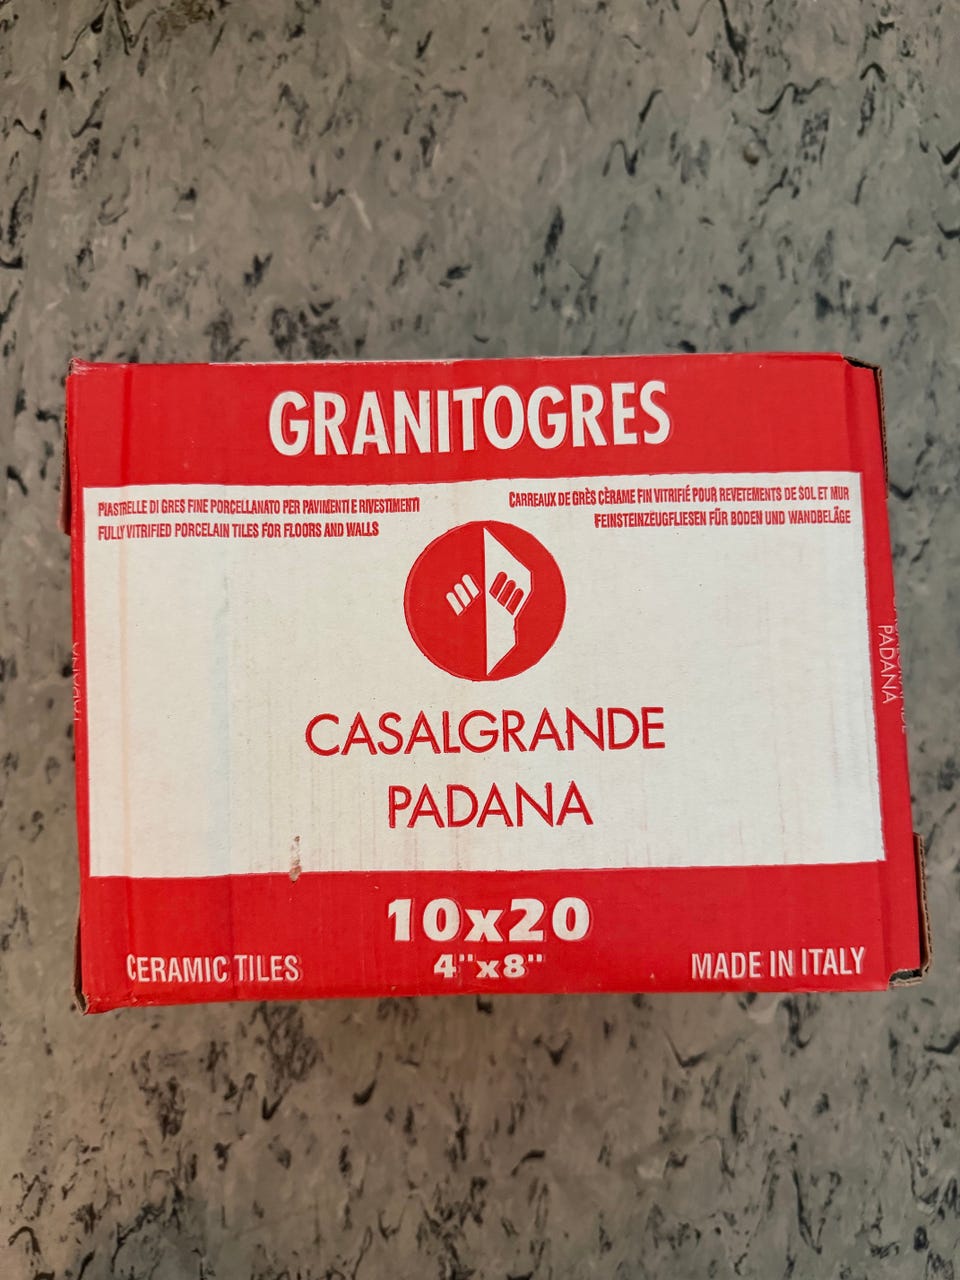 GRANITOGRES
PIASTRELLE DI GRES FINE PORCELLANATO PER PAVIMENTI E RIVESTIMENTI
FULLY VITRIFIED PORCELAIN TILES FOR FLOORS AND WALLS
CARREAUX DE GRÈS CÈRAME FIN VITRIFIÉ POUR REVETEMENTS DE SOL ET MUR
FEINSTEINZEUGFLIESEN FÜR BODEN UND WANDBELÄGE
CASALGRANDE
PADANA
10x20
4"x8"
CERAMIC TILES
MADE IN ITALY
PADANA